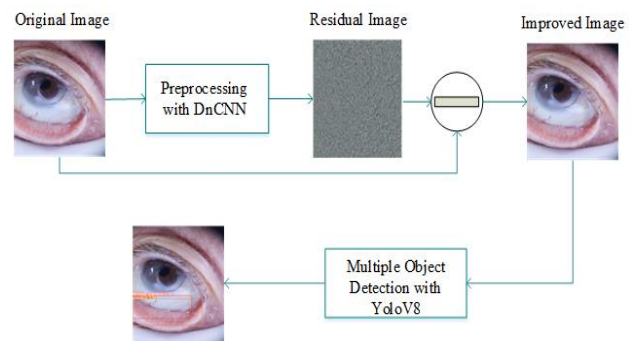 Original Image
Residual Image
Improved Image
Preprocessing
with DnCNN
Multiple Object
Detection with
YoloV8